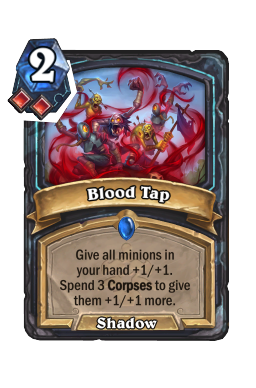 2
Blood Tap
Give all minions in
your hand +1/+1.
Spend 3 Corpses to give
them +1/+1 more.
Shadow